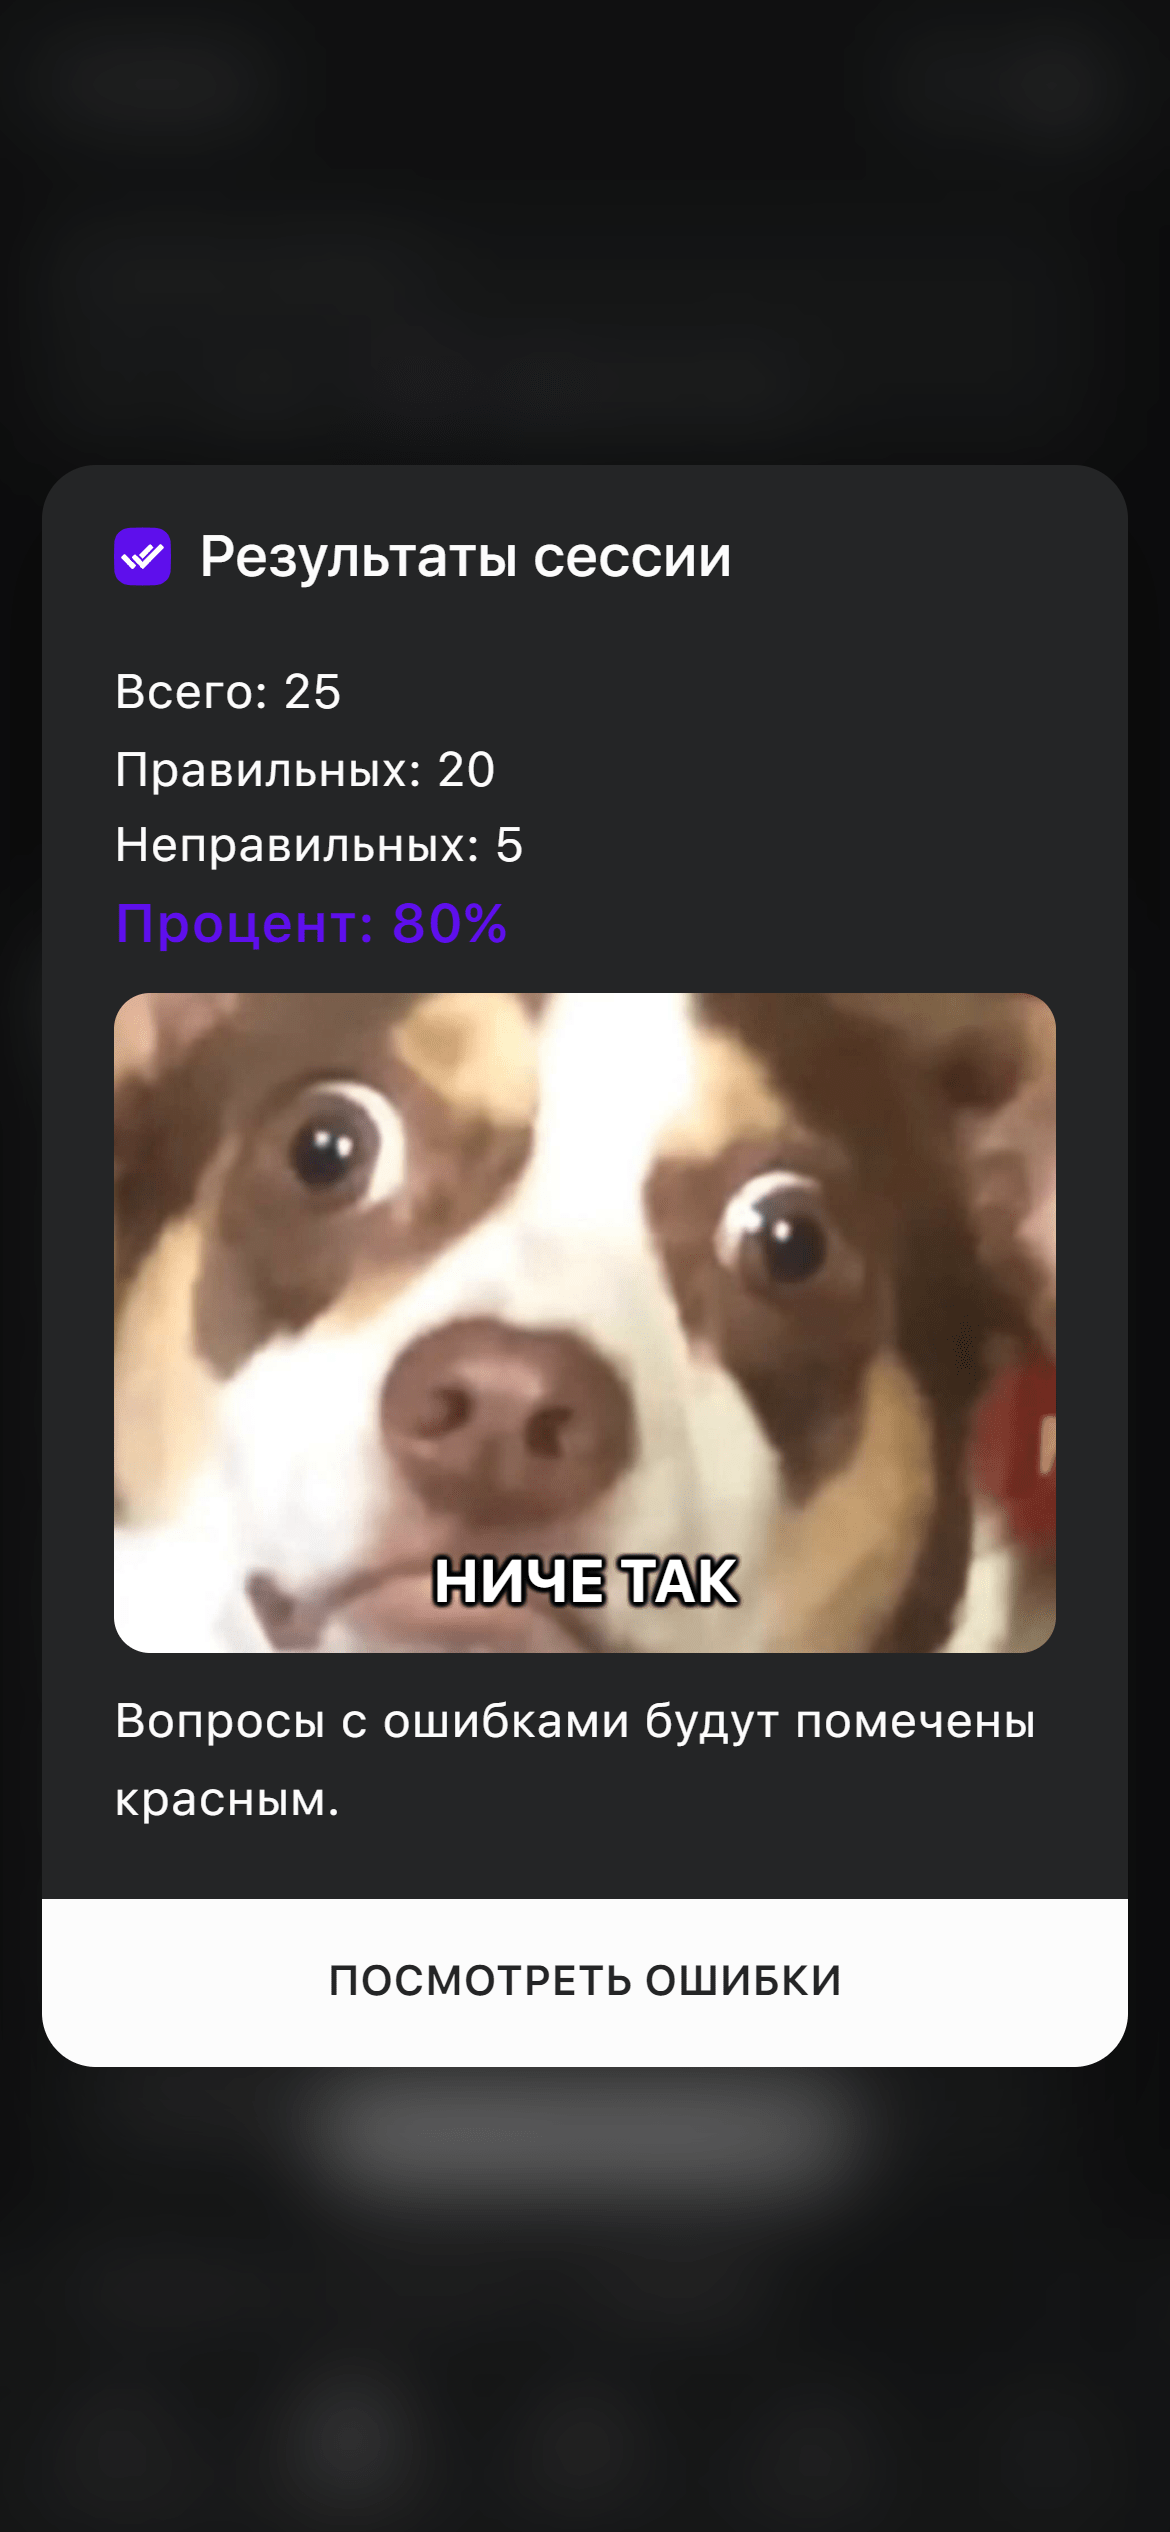 Результаты сессии
Всего: 25
Правильных: 20
Неправильных: 5
Процент: 80%
НИЧЕ ТАК
Вопросы с ошибками будут помечены
красным.
ПОСМОТРЕТЬ ОШИБКИ